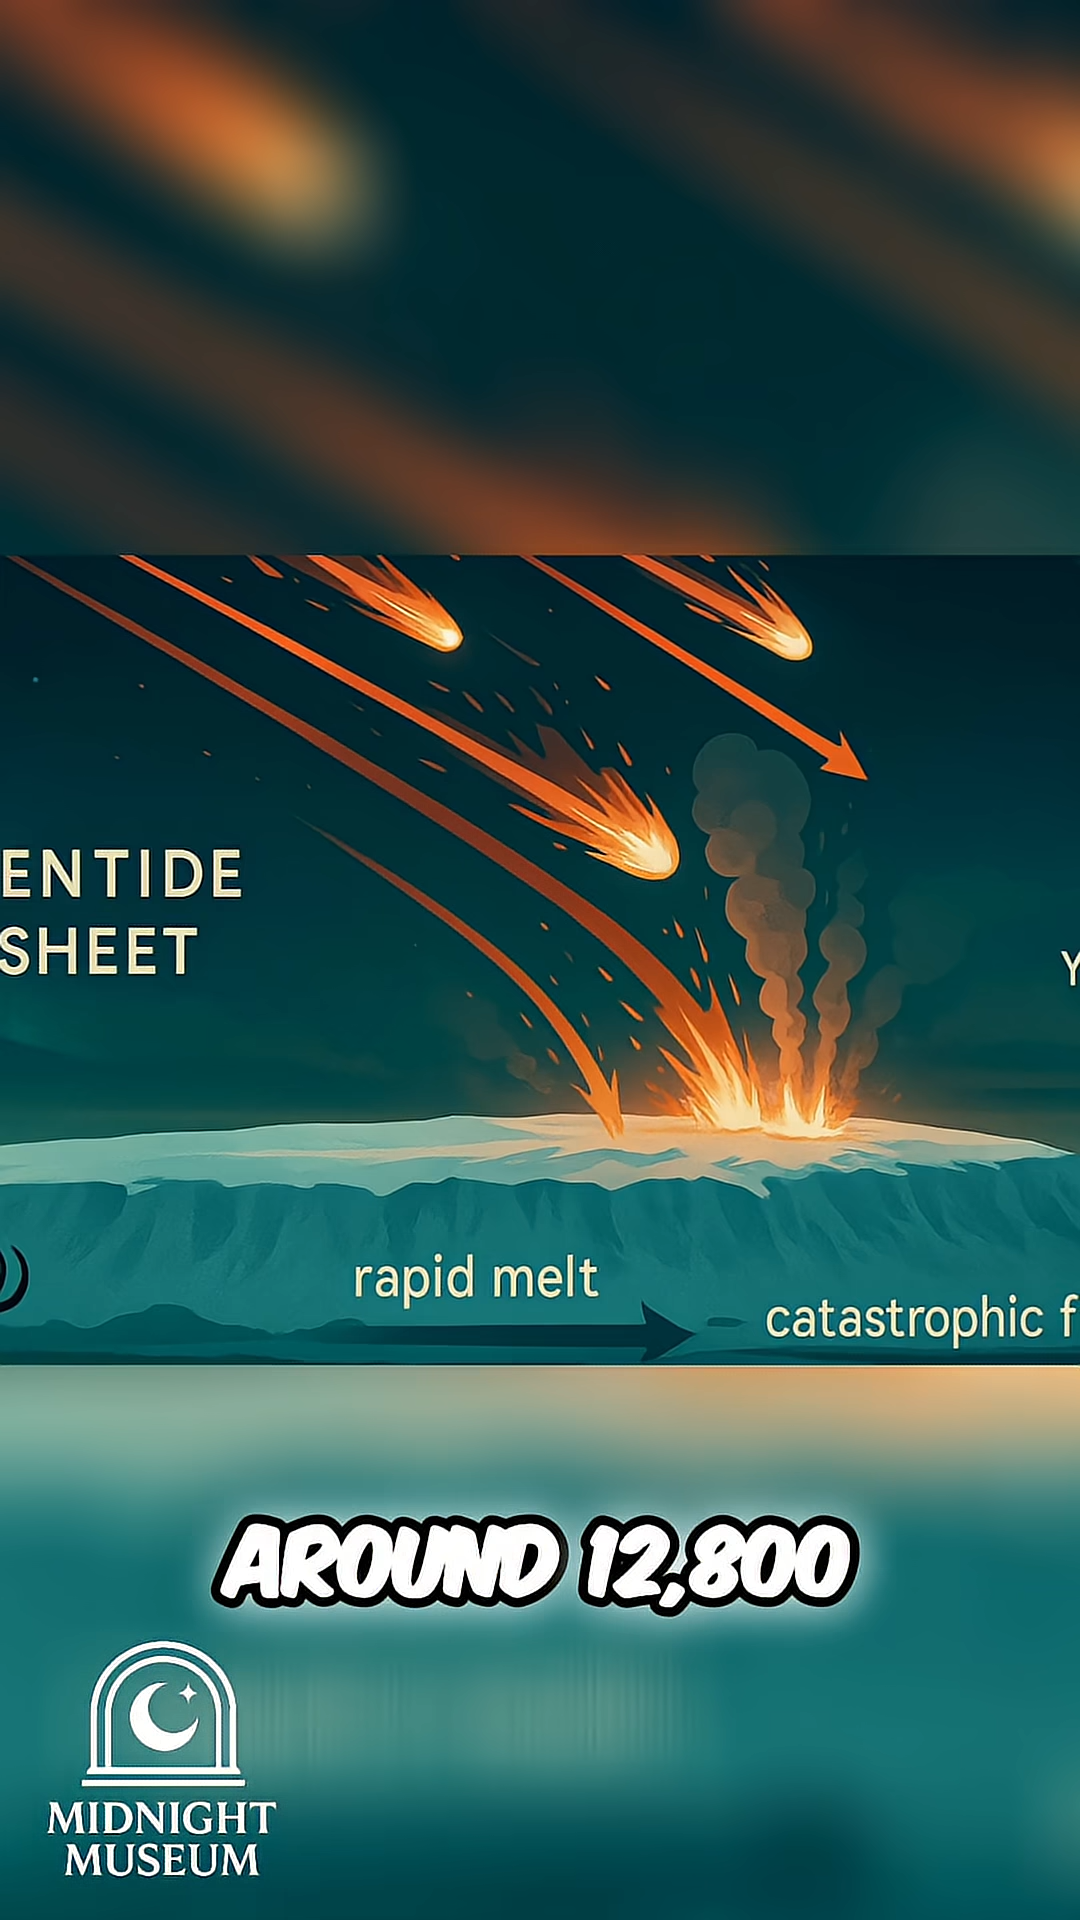 ENTIDE
SHEET
Y
rapid melt
catastrophic f
AROUND 12,800
MIDNIGHT
MUSEUM